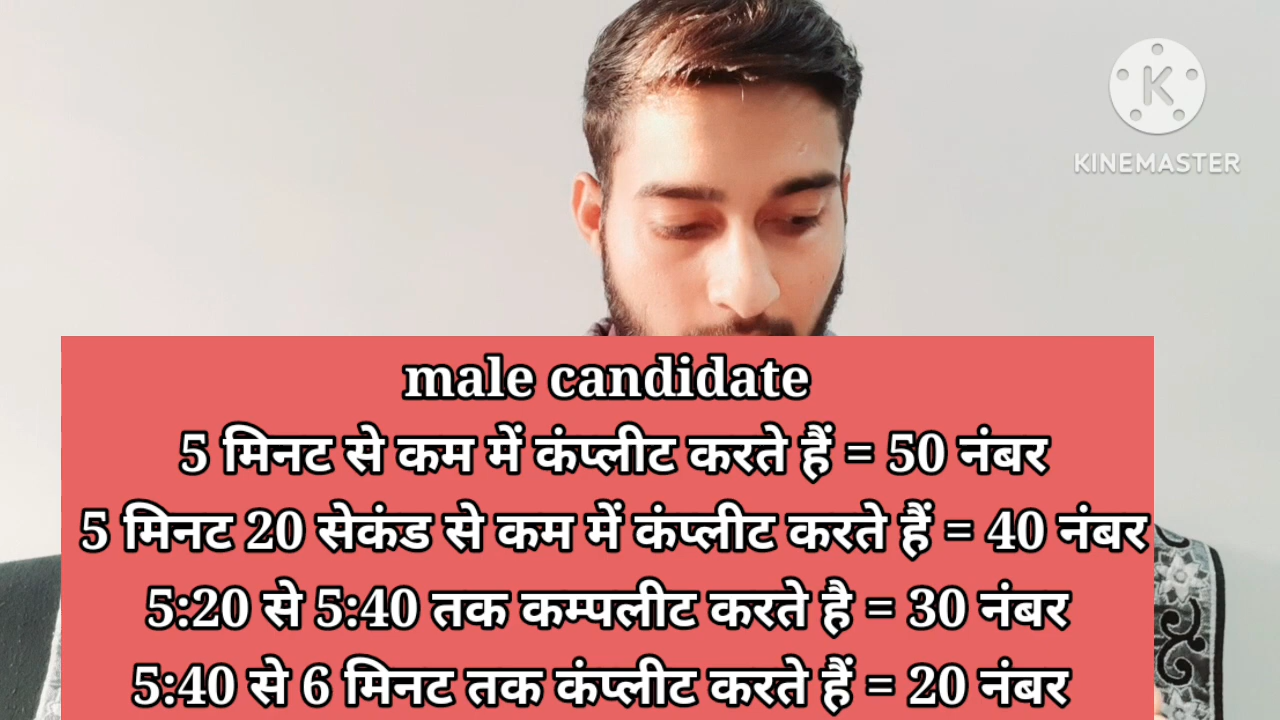 K
KINEMASTER
male candidate
5 मिनट से कम में कंप्लीट करते हैं = 50 नंबर
5 मिनट 20 सेकंड से कम में कंप्लीट करते हैं = 40 नंबर
5:20 से 5:40 तक कम्पलीट करते है = 30 नंबर
5:40 से 6 मिनट तक कंप्लीट करते हैं = 20 नंबर